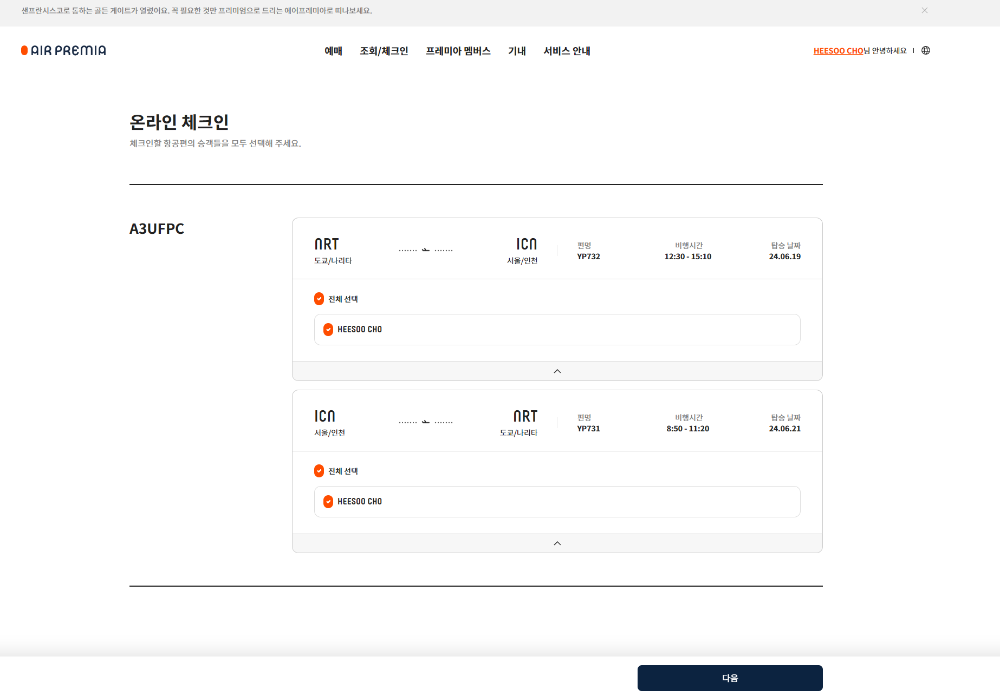 샌프란시스코로 통하는 골든 게이트가 열렸어요. 꼭 필요한 것만 프리미엄으로 드리는 에어프레미아로 떠나보세요.
AIR PREMIA
예매 조회/체크인 프레미아 멤버스 기내 서비스 안내
HEESOO CHO님 안녕하세요
온라인 체크인
체크인할 항공편의 승객들을 모두 선택해 주세요.
A3UFPC
NRT
도쿄/나리타
ICN
서울/인천
편명
YP732
비행시간
12:30 - 15:10
탑승 날짜
24.06.19
전체 선택
HEESOO CHO
ICN
서울/인천
NRT
도쿄/나리타
편명
YP731
비행시간
8:50 - 11:20
탑승 날짜
24.06.21
전체 선택
HEESOO CHO
다음